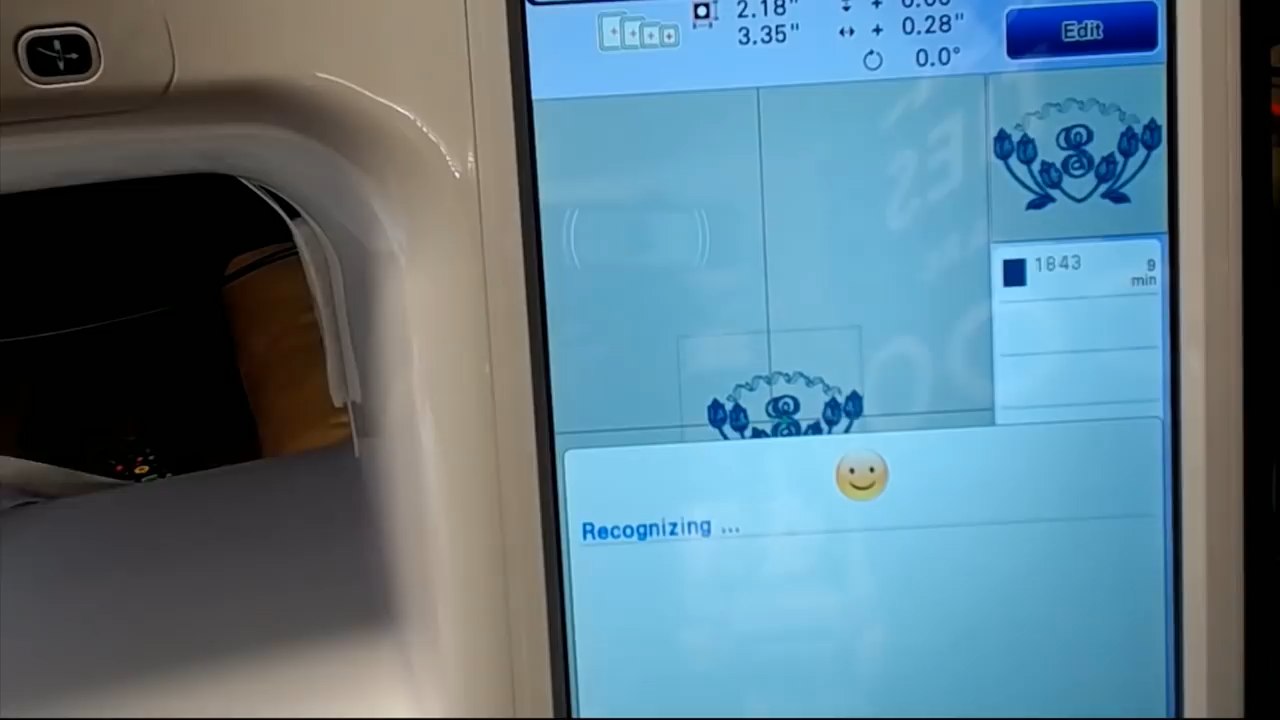 2.18"
3.35"
+ 0.28"
0.0°
Edit
1843
9
min
Recognizing ...